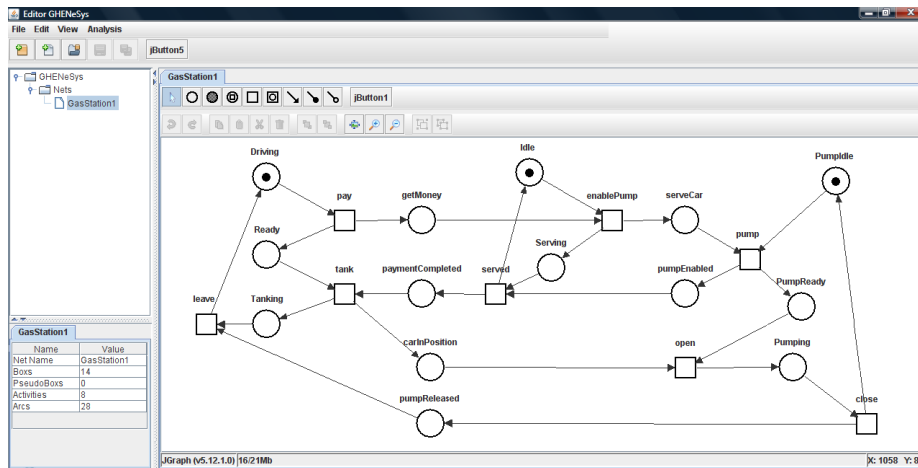 Editor GHENeSys
File Edit View Analysis
jButton5
GHENeSys
Nets
GasStation1
GasStation1
jButton1
Driving
Idle
PumpIdle
pay
getMoney
enablePump
serveCar
Ready
Serving
pump
tank
paymentCompleted
served
pumpEnabled
PumpReady
leave
Tanking
carInPosition
open
Pumping
pumpReleased
close
GasStation1
Name Value
Net Name GasStation1
Boxs 14
PseudoBoxs 0
Activities 8
Arcs 28
JGraph (v5.12.1.0) 16/21Mb
X: 1058 Y: 8